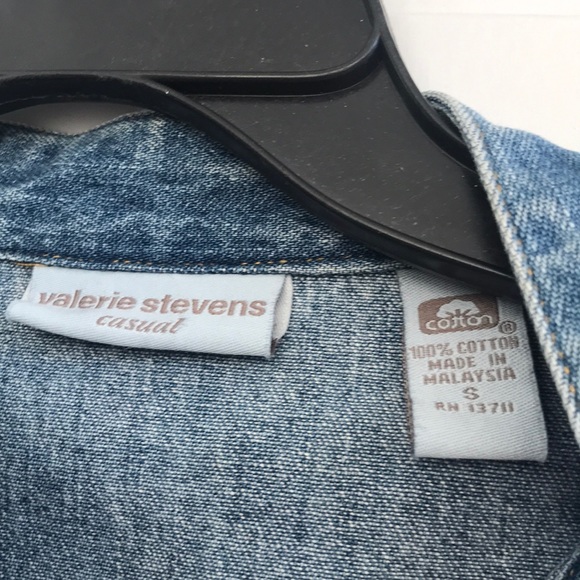 valerie stevens
casual
cotton ®
100% COTTON
MADE IN
MALAYSIA
S
RN 13711